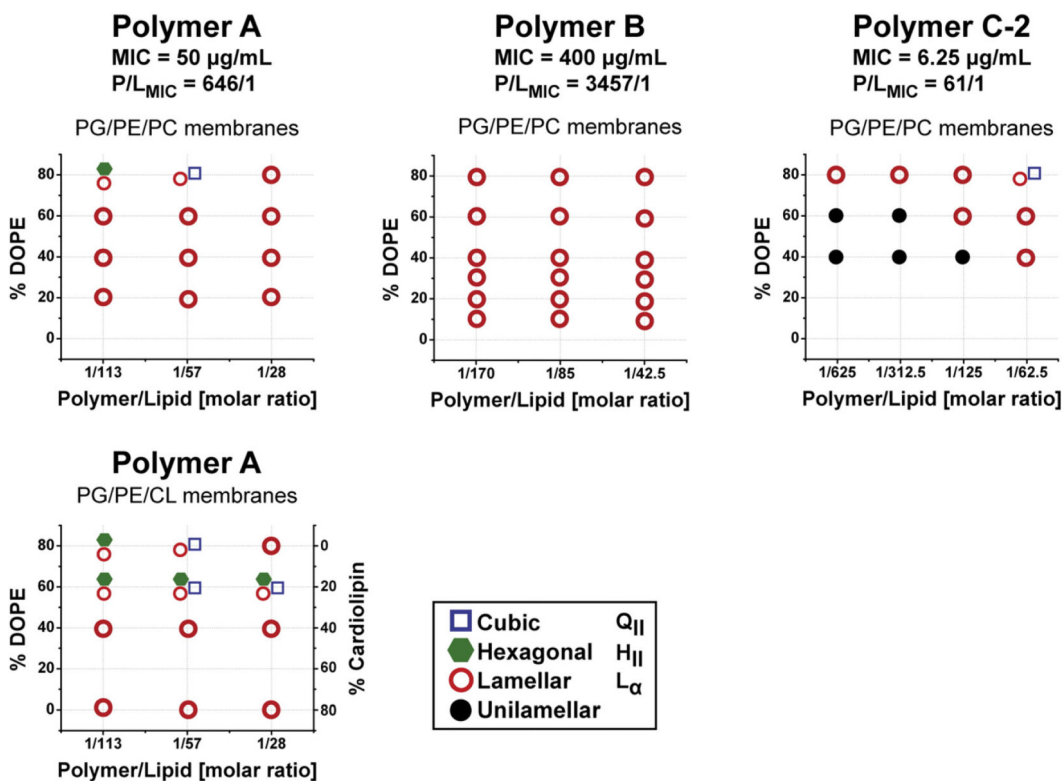 Polymer A
MIC = 50 µg/mL
P/LMIC = 646/1
PG/PE/PC membranes
% DOPE
80
60
40
20
0
1/113 1/57 1/28
Polymer/Lipid [molar ratio]
Polymer B
MIC = 400 µg/mL
P/LMIC = 3457/1
PG/PE/PC membranes
% DOPE
80
60
40
20
0
1/170 1/85 1/42.5
Polymer/Lipid [molar ratio]
Polymer C-2
MIC = 6.25 µg/mL
P/LMIC = 61/1
PG/PE/PC membranes
% DOPE
80
60
40
20
0
1/625 1/312.5 1/125 1/62.5
Polymer/Lipid [molar ratio]
Polymer A
PG/PE/CL membranes
% DOPE
80
60
40
20
0
0
20
40
60
80
% Cardiolipin
1/113 1/57 1/28
Polymer/Lipid [molar ratio]
Cubic QII
Hexagonal HII
Lamellar Lα
Unilamellar